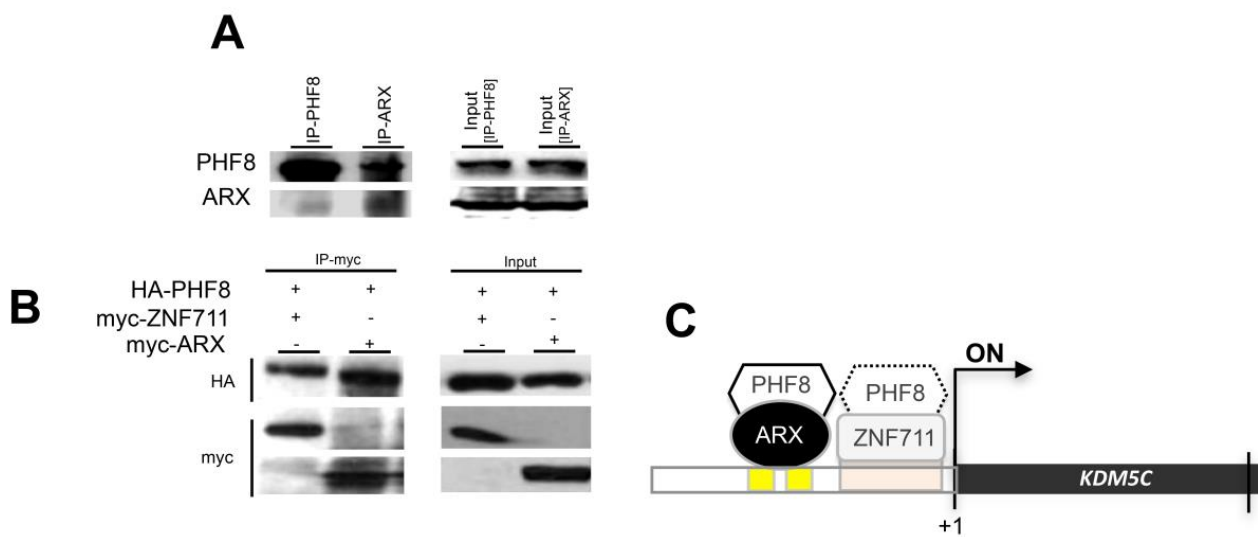 A
IP-PHF8
IP-ARX
Input
[IP-PHF8]
Input
[IP-ARX]
PHF8
ARX
B
IP-myc
Input
HA-PHF8 + + + +
myc-ZNF711 + - + -
myc-ARX - + - +
HA
myc
C
ON
PHF8
PHF8
ARX
ZNF711
KDM5C
+1